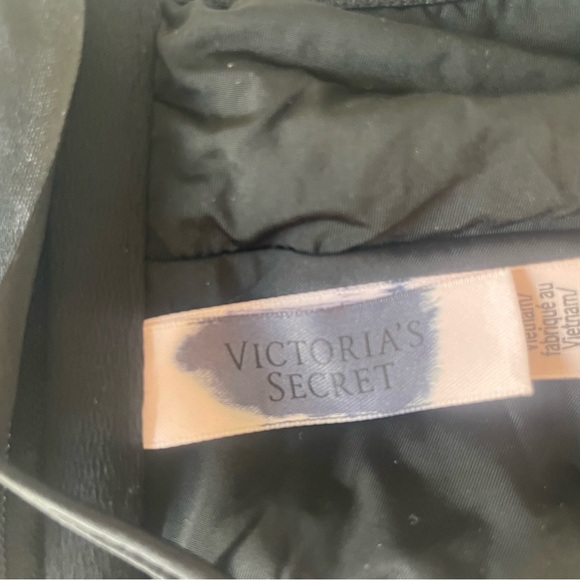 VICTORIA'S
SECRET
Vietnam/
fabriqué au
Vietnam/